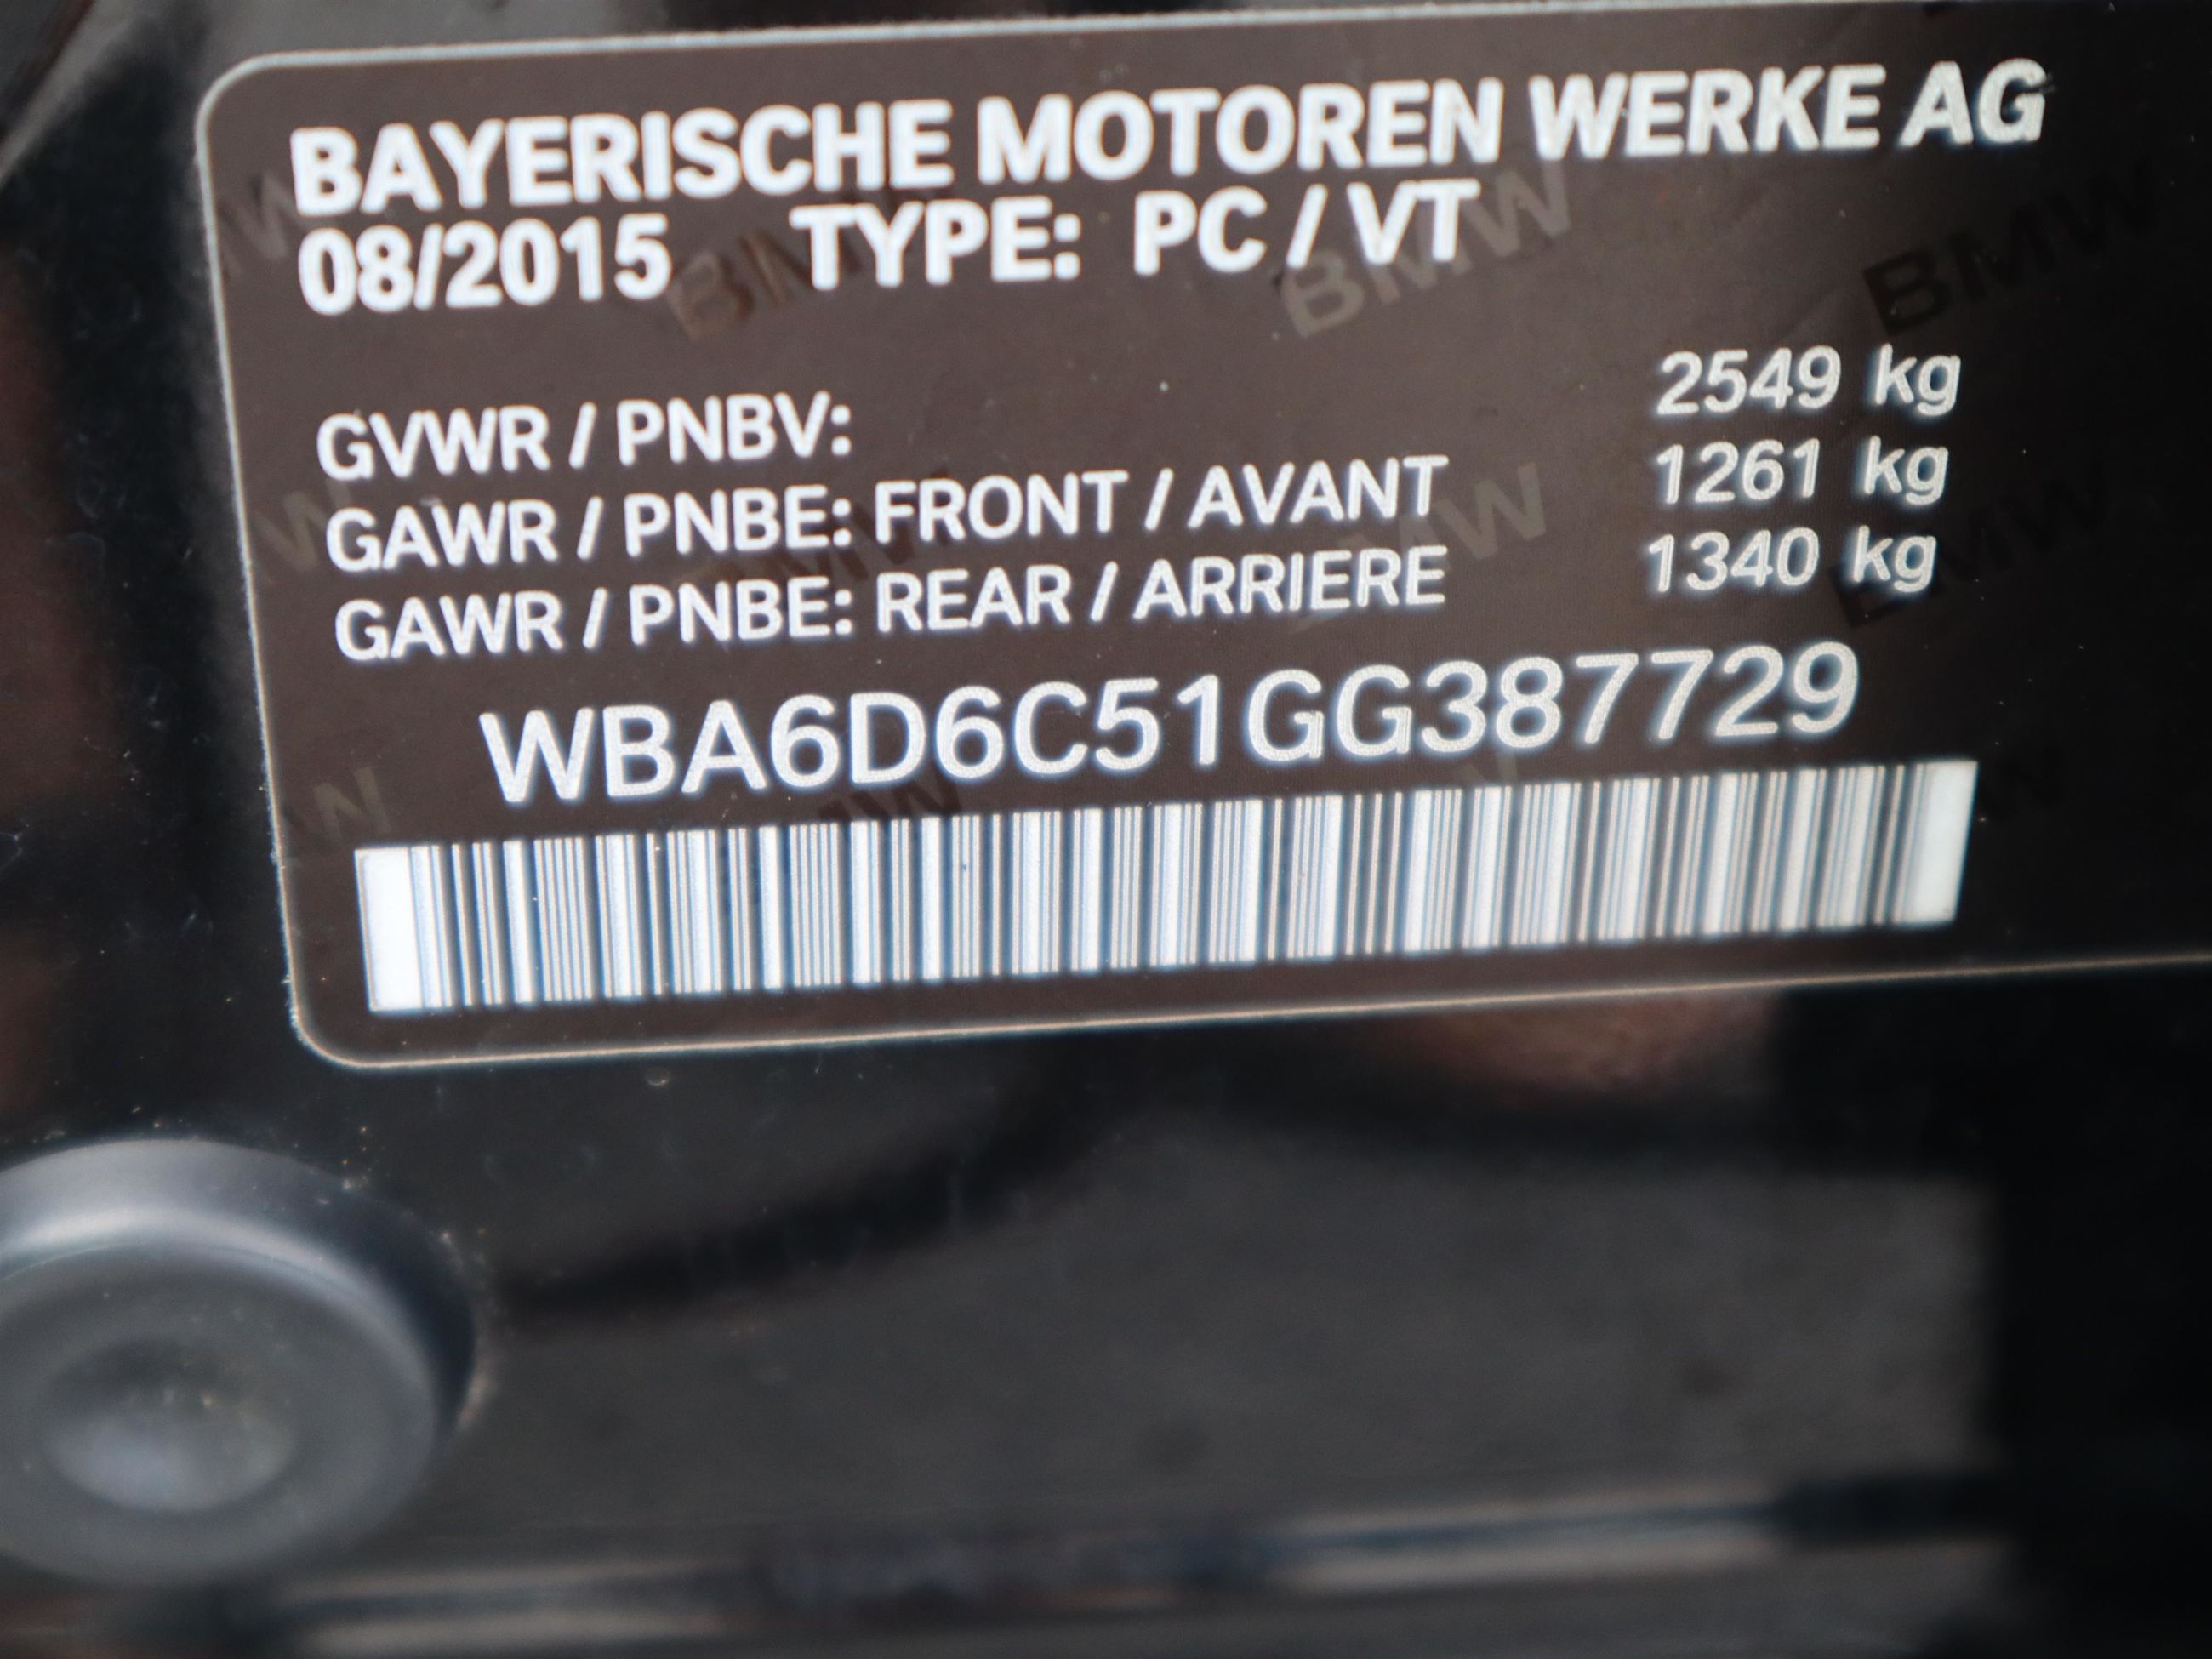 BAYERISCHE MOTOREN WERKE AG
08/2015 TYPE: PC / VT
GVWR / PNBV: 2549 kg
GAWR / PNBE: FRONT / AVANT 1261 kg
GAWR / PNBE: REAR / ARRIERE 1340 kg
WBA6D6C51GG387729